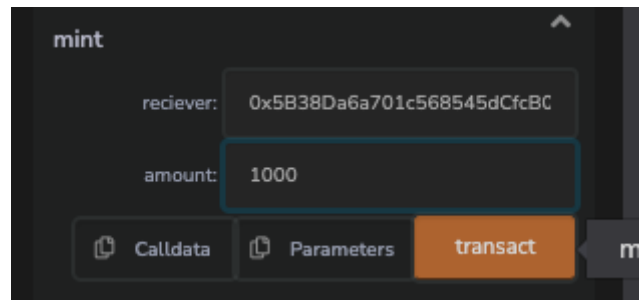 mint
reciever: 0x5B38Da6a701c568545dCfcB0
amount: 1000
Calldata Parameters transact m